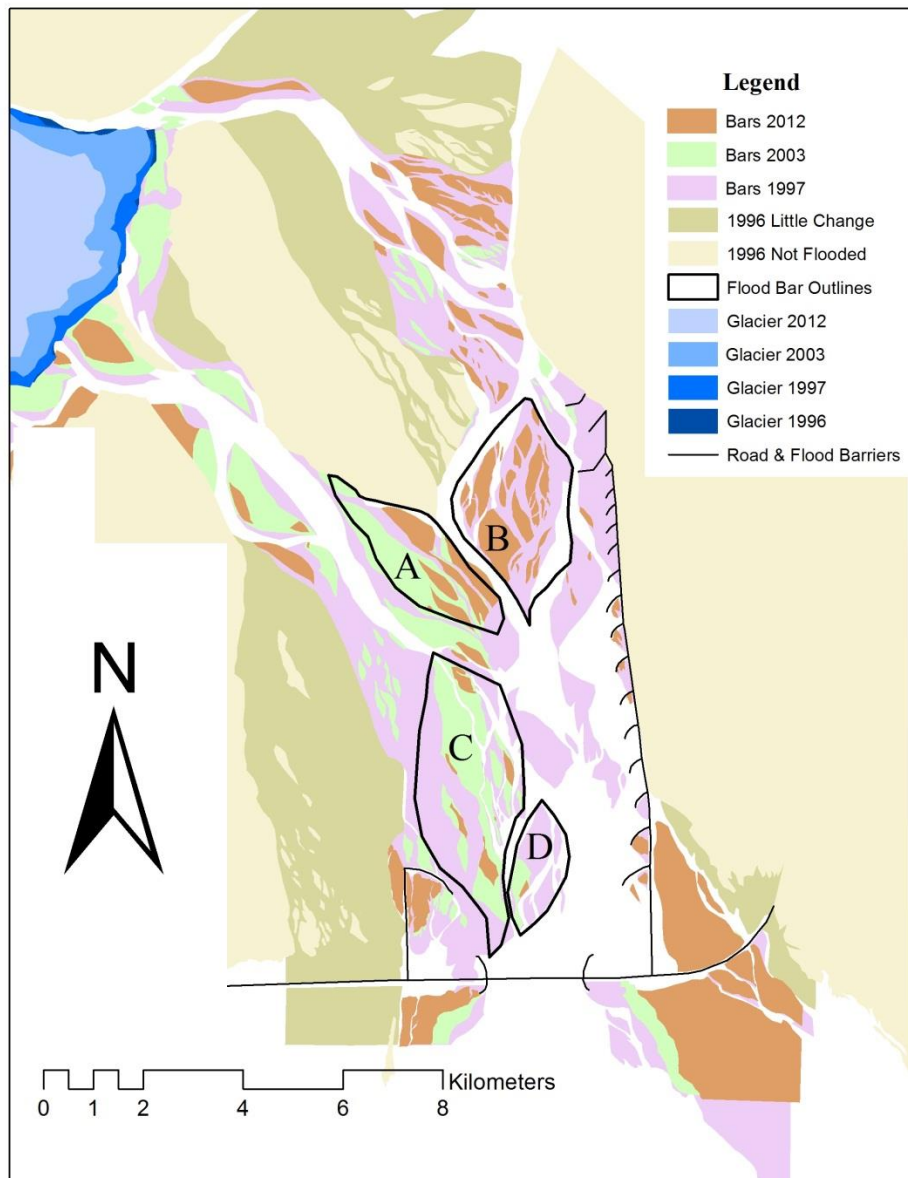 Legend
Bars 2012
Bars 2003
Bars 1997
1996 Little Change
1996 Not Flooded
Flood Bar Outlines
Glacier 2012
Glacier 2003
Glacier 1997
Glacier 1996
Road & Flood Barriers
A
B
C
D
N
Kilometers
0 1 2 4 6 8